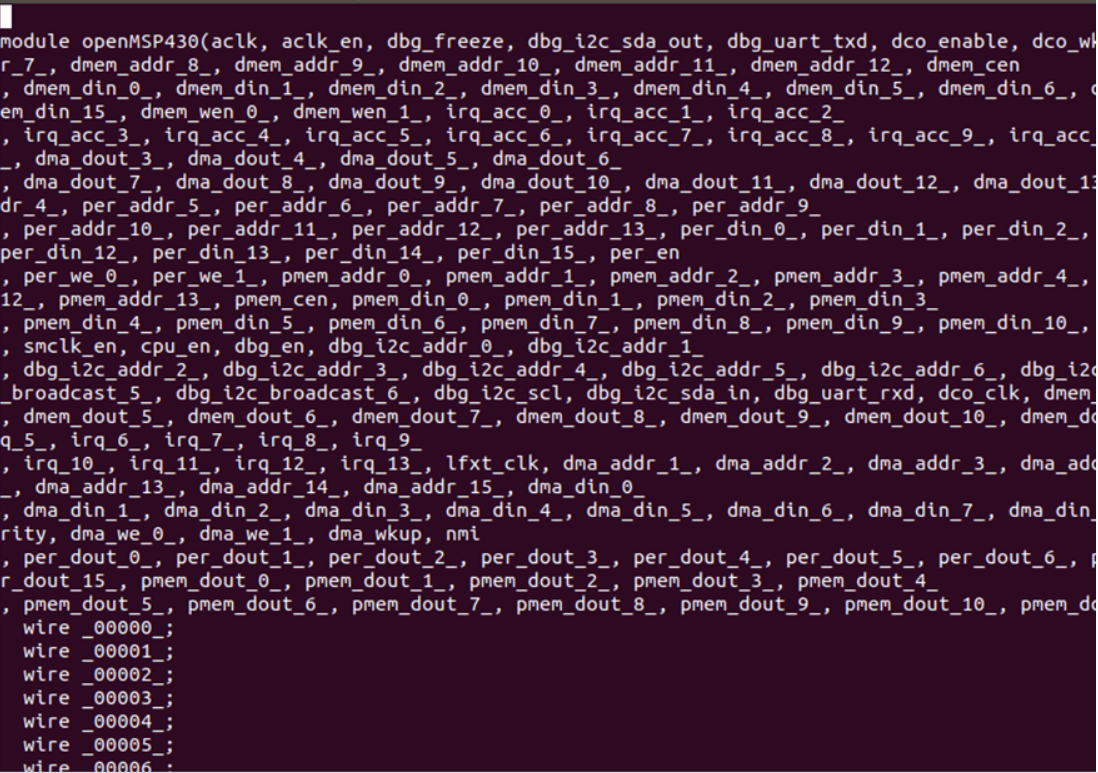 module openMSP430(aclk, aclk_en, dbg_freeze, dbg_i2c_sda_out, dbg_uart_txd, dco_enable,
r_7_, dmem_addr_8_, dmem_addr_9_, dmem_addr_10_, dmem_addr_11_, dmem_addr_12_, dmem_cen
, dmem_din_0_, dmem_din_1_, dmem_din_2_, dmem_din_3_, dmem_din_4_, dmem_din_5_, dmem_din_6_,
em_din_15_, dmem_wen_0_, dmem_wen_1_, irq_acc_0_, irq_acc_1_, irq_acc_2_
, irq_acc_3_, irq_acc_4_, irq_acc_5_, irq_acc_6_, irq_acc_7_, irq_acc_8_, irq_acc_9_, irq_acc_
_, dma_dout_3_, dma_dout_4_, dma_dout_5_, dma_dout_6_
, dma_dout_7_, dma_dout_8_, dma_dout_9_, dma_dout_10_, dma_dout_11_, dma_dout_12_, dma_dout_13
dr_4_, per_addr_5_, per_addr_6_, per_addr_7_, per_addr_8_, per_addr_9_
, per_addr_10_, per_addr_11_, per_addr_12_, per_addr_13_, per_din_0_, per_din_1_, per_din_2_,
per_din_12_, per_din_13_, per_din_14_, per_din_15_, per_en
, per_we_0_, per_we_1_, pmem_addr_0_, pmem_addr_1_, pmem_addr_2_, pmem_addr_3_, pmem_addr_4_,
12_, pmem_addr_13_, pmem_cen, pmem_din_0_, pmem_din_1_, pmem_din_2_, pmem_din_3_
, pmem_din_4_, pmem_din_5_, pmem_din_6_, pmem_din_7_, pmem_din_8_, pmem_din_9_, pmem_din_10_,
, smclk_en, cpu_en, dbg_en, dbg_i2c_addr_0_, dbg_i2c_addr_1_
, dbg_i2c_addr_2_, dbg_i2c_addr_3_, dbg_i2c_addr_4_, dbg_i2c_addr_5_, dbg_i2c_addr_6_, dbg_i2c
_broadcast_5_, dbg_i2c_broadcast_6_, dbg_i2c_scl, dbg_i2c_sda_in, dbg_uart_rxd, dco_clk, dmem_
, dmem_dout_5_, dmem_dout_6_, dmem_dout_7_, dmem_dout_8_, dmem_dout_9_, dmem_dout_10_, dmem_do
q_5_, irq_6_, irq_7_, irq_8_, irq_9_
, irq_10_, irq_11_, irq_12_, irq_13_, lfxt_clk, dma_addr_1_, dma_addr_2_, dma_addr_3_, dma_add
_, dma_addr_13_, dma_addr_14_, dma_addr_15_, dma_din_0_
, dma_din_1_, dma_din_2_, dma_din_3_, dma_din_4_, dma_din_5_, dma_din_6_, dma_din_7_, dma_din_
rity, dma_we_0_, dma_we_1_, dma_wkup, nmi
, per_dout_0_, per_dout_1_, per_dout_2_, per_dout_3_, per_dout_4_, per_dout_5_, per_dout_6_,
r_dout_15_, pmem_dout_0_, pmem_dout_1_, pmem_dout_2_, pmem_dout_3_, pmem_dout_4_
, pmem_dout_5_, pmem_dout_6_, pmem_dout_7_, pmem_dout_8_, pmem_dout_9_, pmem_dout_10_, pmem_do
wire _00000_;
wire _00001_;
wire _00002_;
wire _00003_;
wire _00004_;
wire _00005_;
wire _00006_;